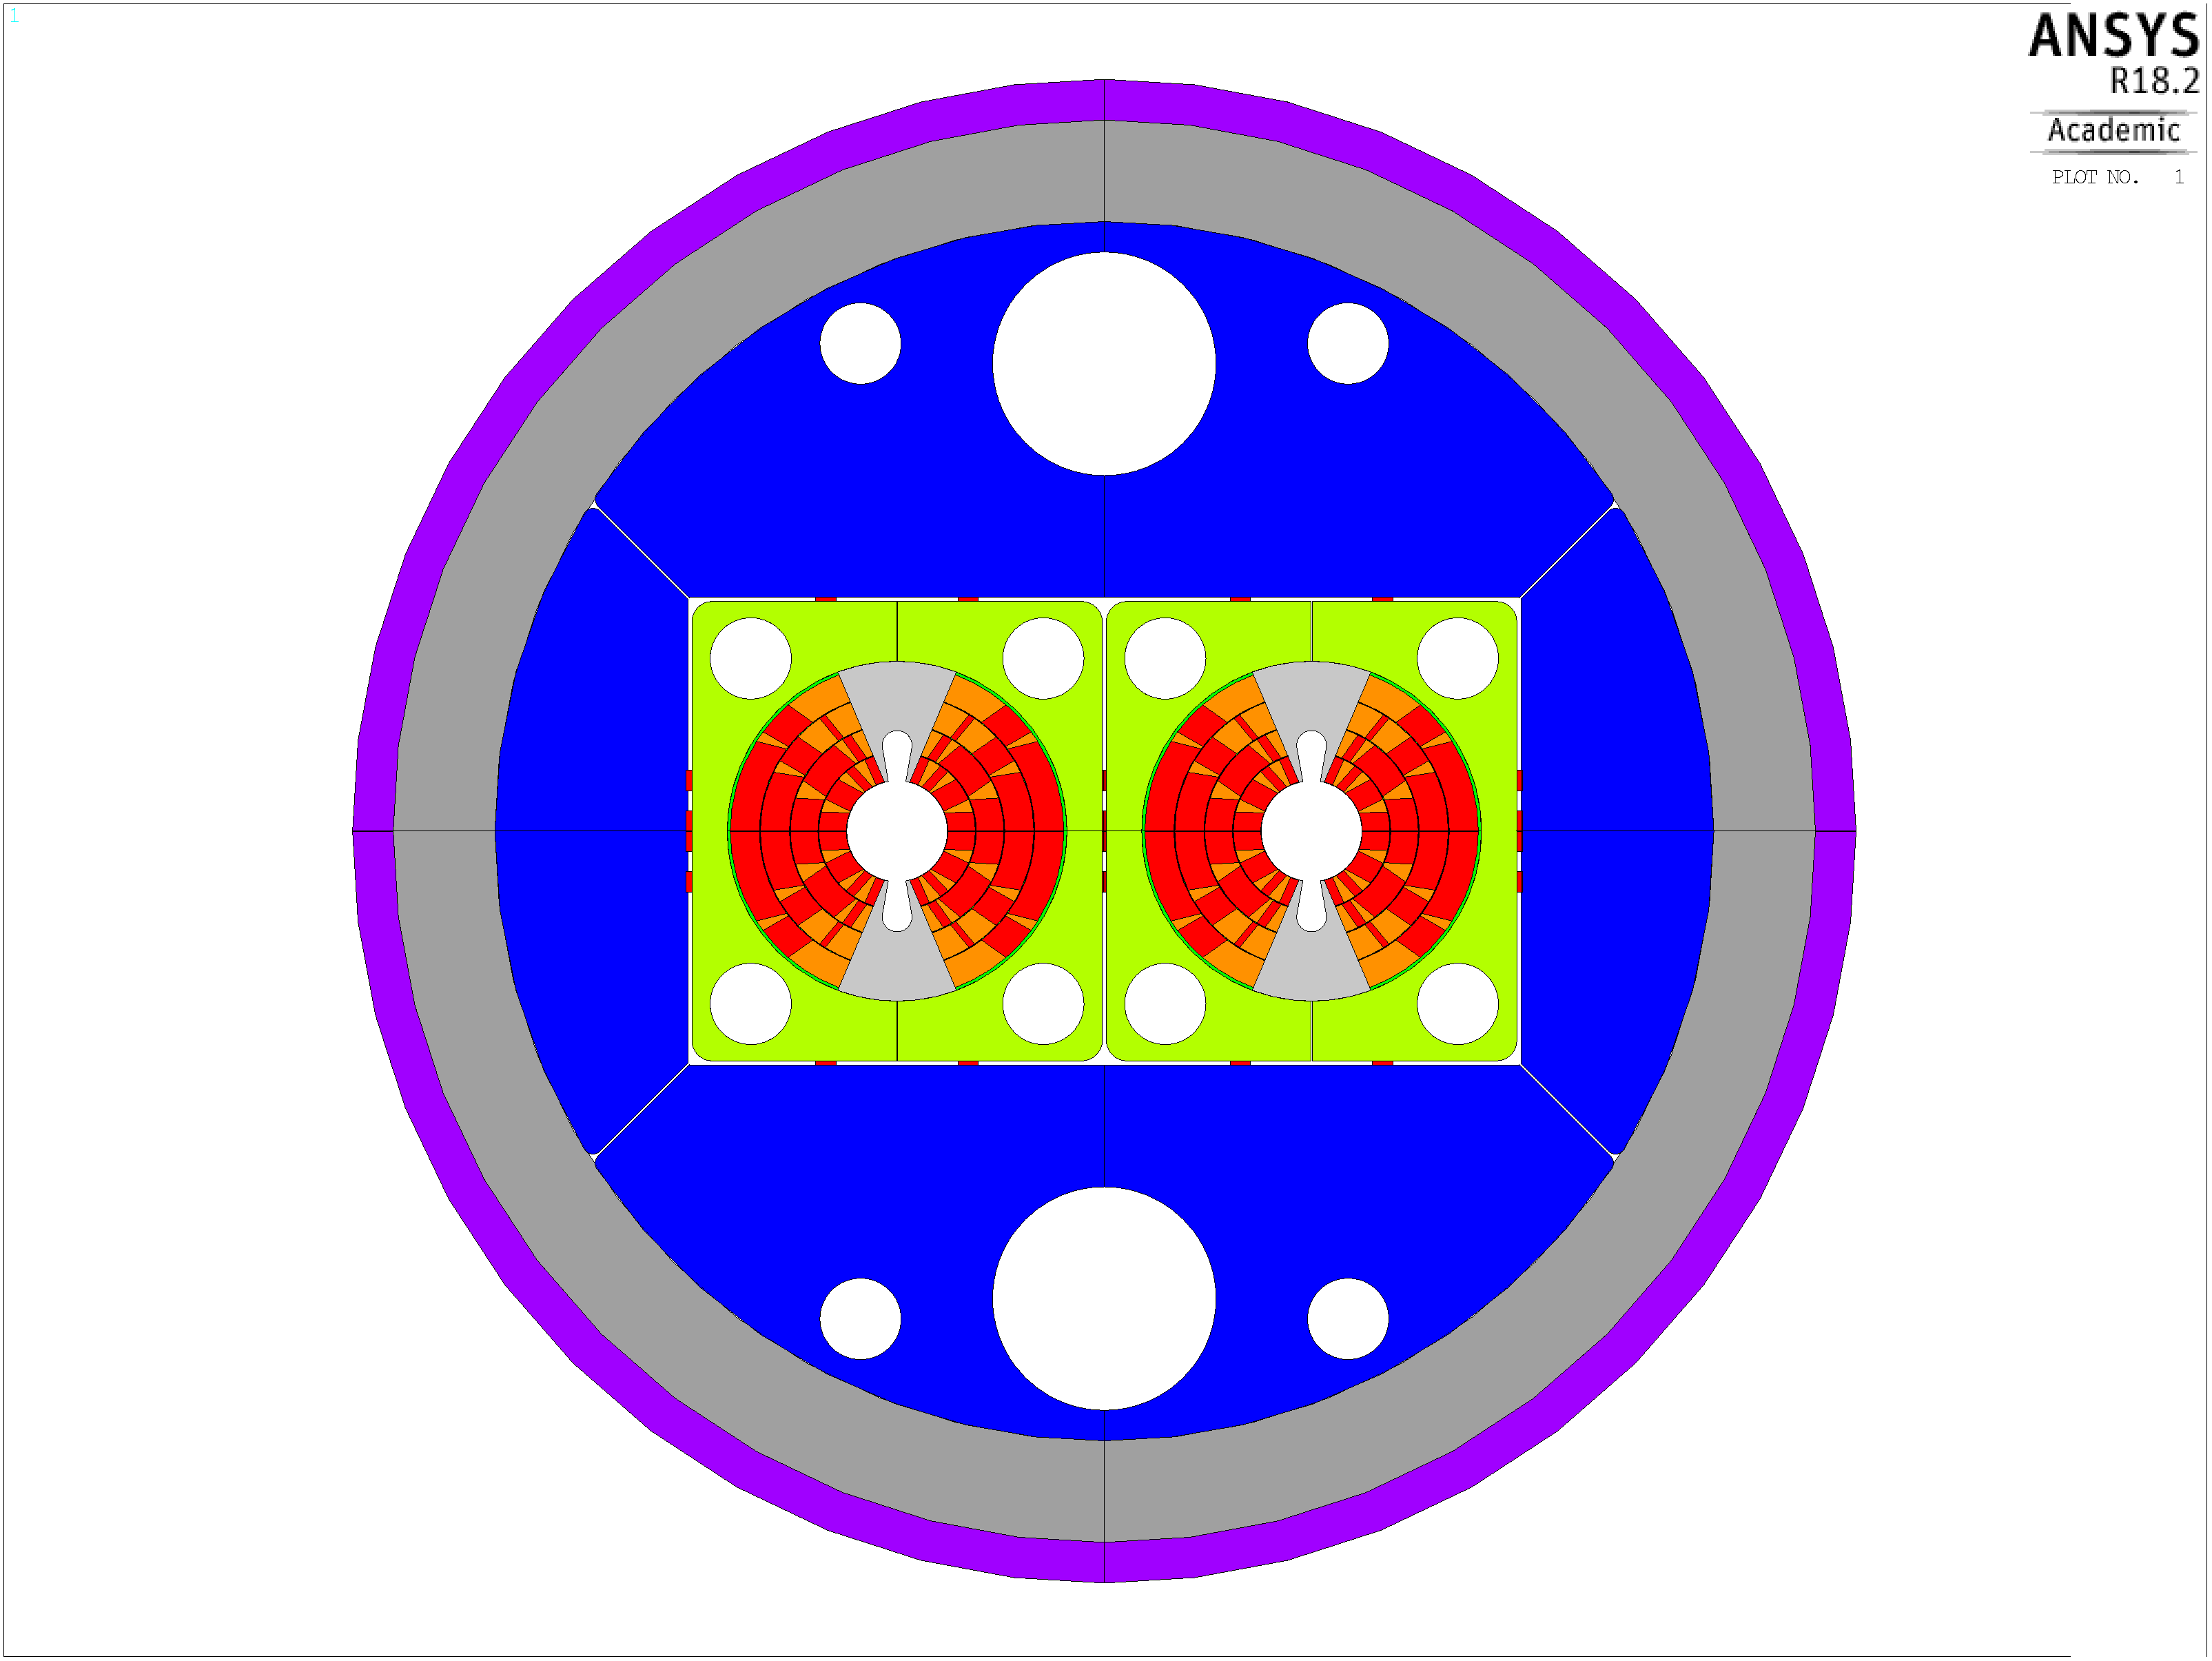 1
ANSYS
R18.2
Academic
PLOT NO. 1